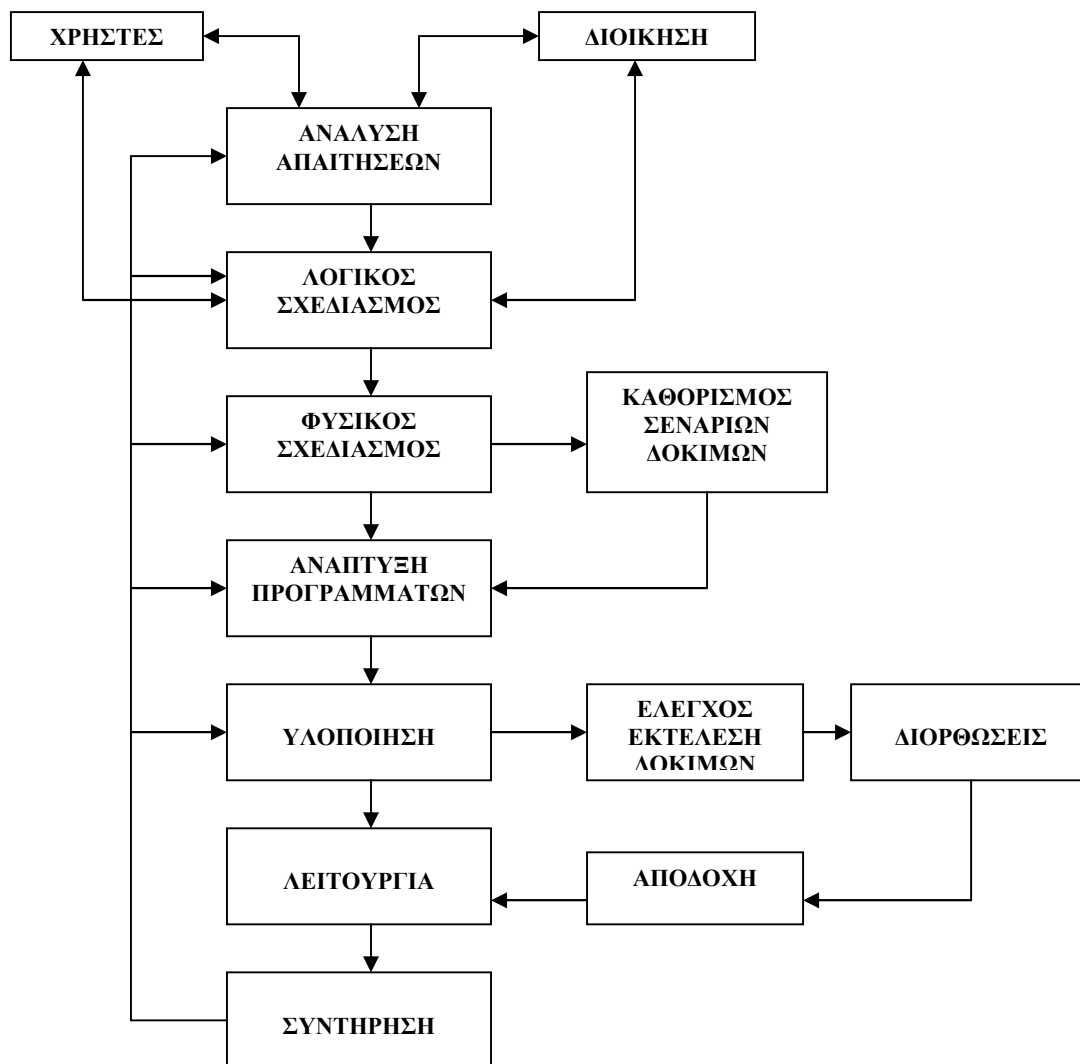 ΧΡΗΣΤΕΣ
ΔΙΟΙΚΗΣΗ
ΑΝΑΛΥΣΗ
ΑΠΑΙΤΗΣΕΩΝ
ΛΟΓΙΚΟΣ
ΣΧΕΔΙΑΣΜΟΣ
ΦΥΣΙΚΟΣ
ΣΧΕΔΙΑΣΜΟΣ
ΚΑΘΟΡΙΣΜΟΣ
ΣΕΝΑΡΙΩΝ
ΔΟΚΙΜΩΝ
ΑΝΑΠΤΥΞΗ
ΠΡΟΓΡΑΜΜΑΤΩΝ
ΥΛΟΠΟΙΗΣΗ
ΕΛΕΓΧΟΣ
ΕΚΤΕΛΕΣΗ
ΔΟΚΙΜΩΝ
ΔΙΟΡΘΩΣΕΙΣ
ΛΕΙΤΟΥΡΓΙΑ
ΑΠΟΔΟΧΗ
ΣΥΝΤΗΡΗΣΗ